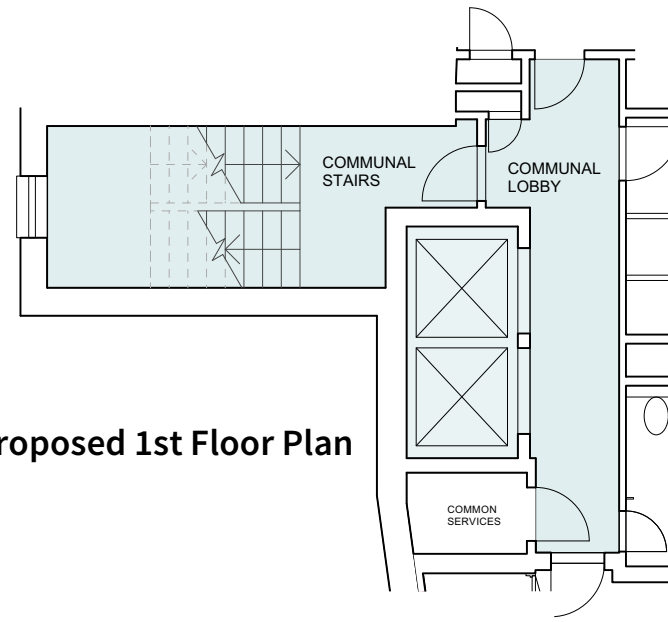 COMMUNAL
STAIRS
COMMUNAL
LOBBY
roposed 1st Floor Plan
COMMON
SERVICES